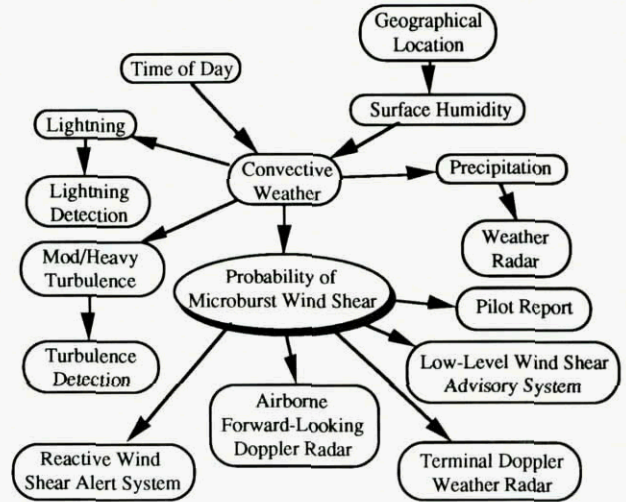 Geographical
Location
Time of Day
Surface Humidity
Lightning
Convective
Weather
Precipitation
Lightning
Detection
Weather
Radar
Mod/Heavy
Turbulence
Probability of
Microburst Wind Shear
Pilot Report
Turbulence
Detection
Low-Level Wind Shear
Advisory System
Airborne
Forward-Looking
Doppler Radar
Reactive Wind
Shear Alert System
Terminal Doppler
Weather Radar